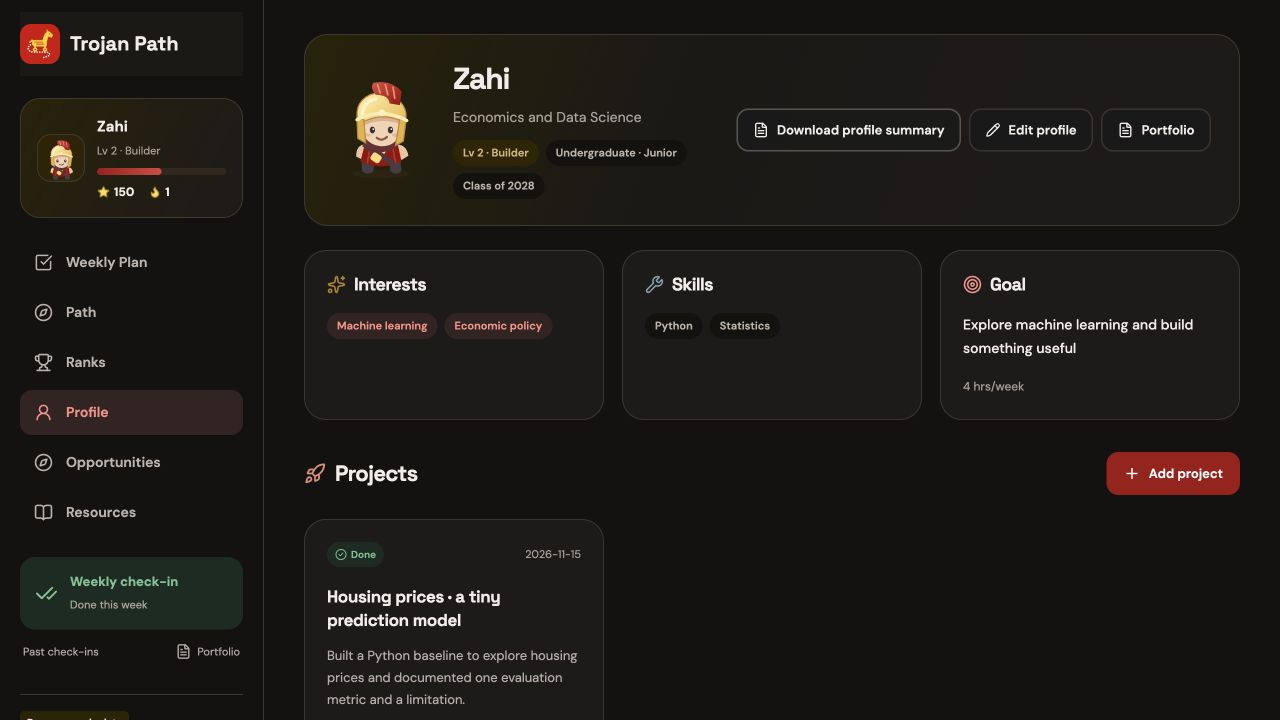 Trojan Path
Zahi
Lv 2 · Builder
150
1
Weekly Plan
Path
Ranks
Profile
Opportunities
Resources
Weekly check-in
Done this week
Past check-ins
Portfolio
Zahi
Economics and Data Science
Lv 2 · Builder
Undergraduate · Junior
Class of 2028
Download profile summary
Edit profile
Portfolio
Interests
Machine learning
Economic policy
Skills
Python
Statistics
Goal
Explore machine learning and build
something useful
4 hrs/week
Projects
Add project
Done
2026-11-15
Housing prices · a tiny
prediction model
Built a Python baseline to explore housing
prices and documented one evaluation
metric and a limitation.